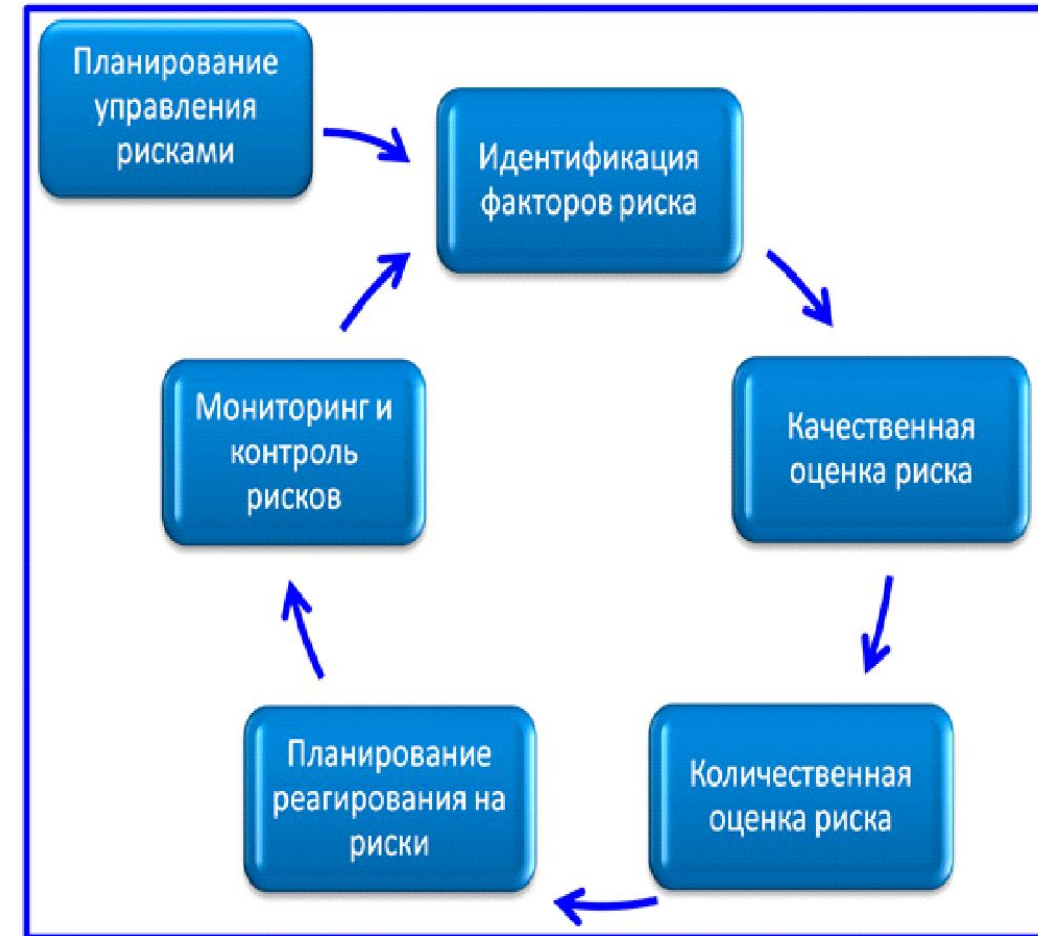 Планирование
управления
рисками
Идентификация
факторов риска
Качественная
оценка риска
Количественная
оценка риска
Планирование
реагирования на
риски
Мониторинг и
контроль
рисков